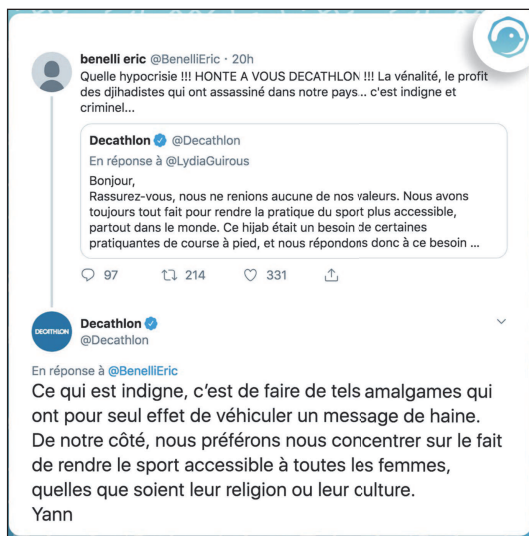 benelli eric @BenelliEric · 20h
Quelle hypocrisie !!! HONTE A VOUS DECATHLON !!! La vénalité, le profit
des djihadistes qui ont assassiné dans notre pays... c'est indigne et
criminel...
Decathlon @Decathlon
En réponse à @LydiaGuirous
Bonjour,
Rassurez-vous, nous ne renions aucune de nos valeurs. Nous avons
toujours tout fait pour rendre la pratique du sport plus accessible,
partout dans le monde. Ce hijab était un besoin de certaines
pratiquantes de course à pied, et nous répondons donc à ce besoin ...
97 214 331
DECATHLON
Decathlon
@Decathlon
En réponse à @BenelliEric
Ce qui est indigne, c'est de faire de tels amalgames qui
ont pour seul effet de véhiculer un message de haine.
De notre côté, nous préférons nous concentrer sur le fait
de rendre le sport accessible à toutes les femmes,
quelles que soient leur religion ou leur culture.
Yann